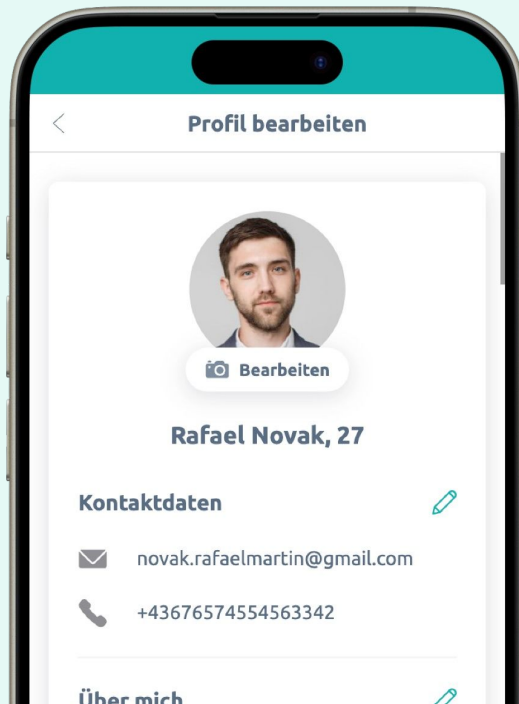 Profil bearbeiten
Bearbeiten
Rafael Novak, 27
Kontaktdaten
novak.rafaelmartin@gmail.com
+43676574554563342
Über mich